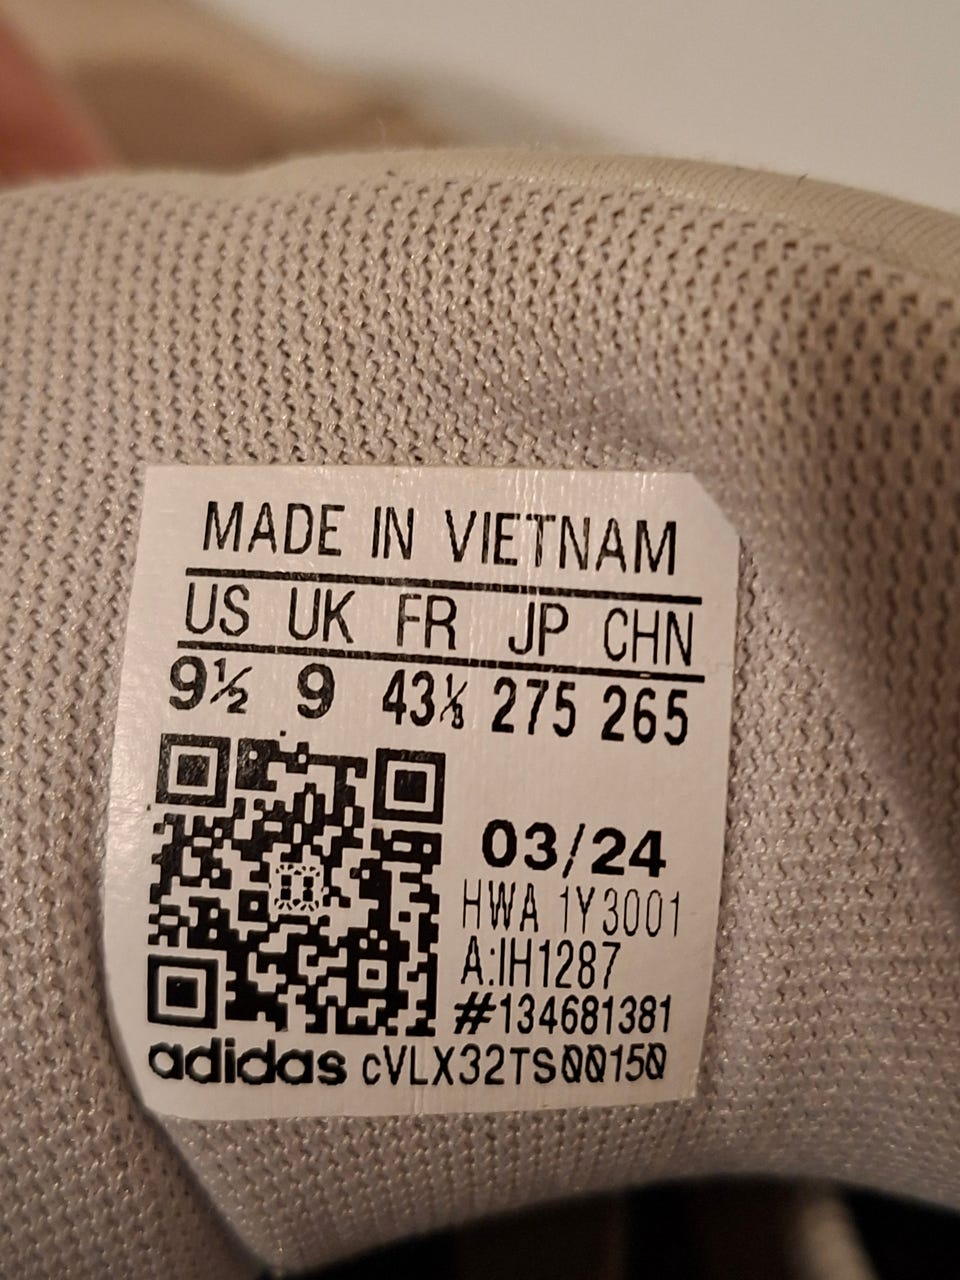 MADE IN VIETNAM
US UK FR JP CHN
9½ 9 43⅓ 275 265
03/24
HWA 1Y3001
A:IH1287
#134681381
adidas cVLX32TS00150